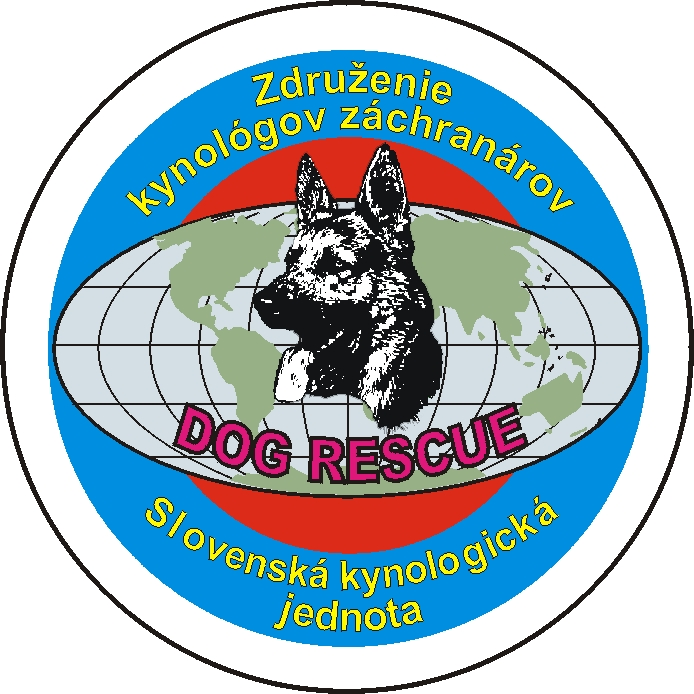 Združenie
kynológov záchranárov
DOG RESCUE
Slovenská kynologická
jednota